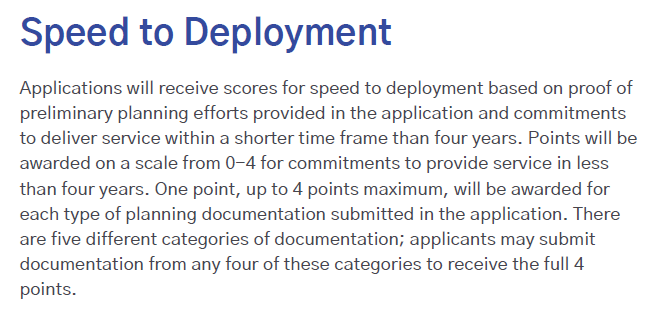 Speed to Deployment
Applications will receive scores for speed to deployment based on proof of
preliminary planning efforts provided in the application and commitments
to deliver service within a shorter time frame than four years. Points will be
awarded on a scale from 0–4 for commitments to provide service in less
than four years. One point, up to 4 points maximum, will be awarded for
each type of planning documentation submitted in the application. There
are five different categories of documentation; applicants may submit
documentation from any four of these categories to receive the full 4
points.